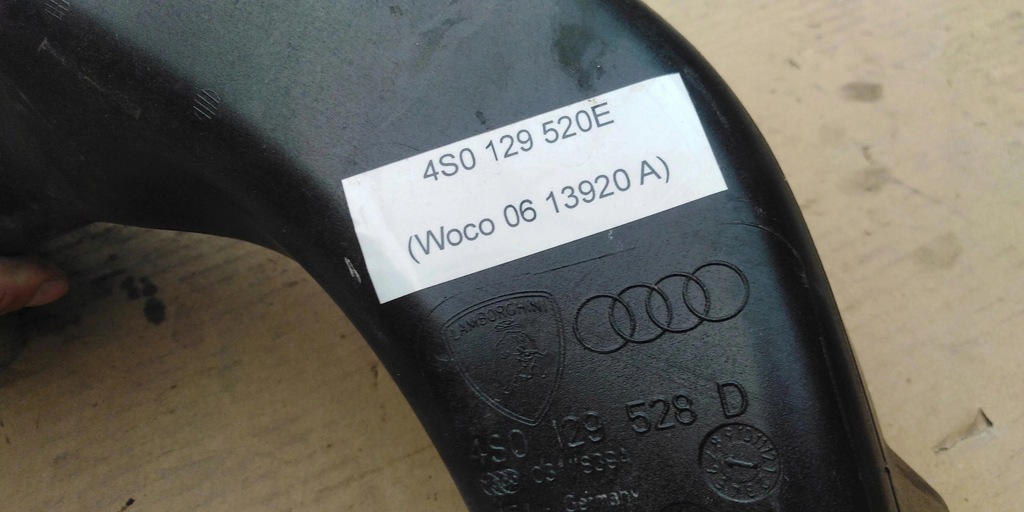 4S0 129 520E
(Woco 06 13920 A)
LAMBORGHINI
4S0 129 528 D
Germany